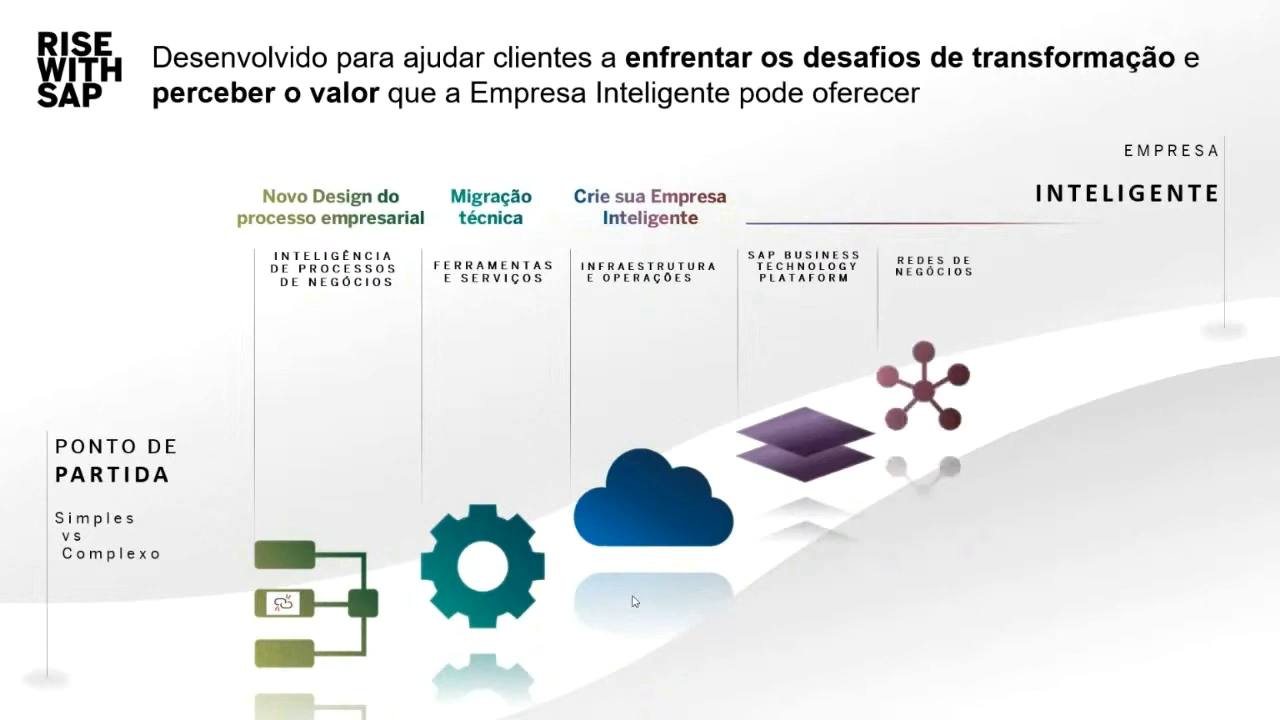 RISE
WITH
SAP
Desenvolvido para ajudar clientes a enfrentar os desafios de transformação e
perceber o valor que a Empresa Inteligente pode oferecer
EMPRESA
INTELIGENTE
Novo Design do
processo empresarial
Migração
técnica
Crie sua Empresa
Inteligente
INTELIGÊNCIA
DE PROCESSOS
DE NEGÓCIOS
FERRAMENTAS
E SERVIÇOS
INFRAESTRUTURA
E OPERAÇÕES
SAP BUSINESS
TECHNOLOGY
PLATAFORM
REDES DE
NEGÓCIOS
PONTO DE
PARTIDA
Simples
vs
Complexo